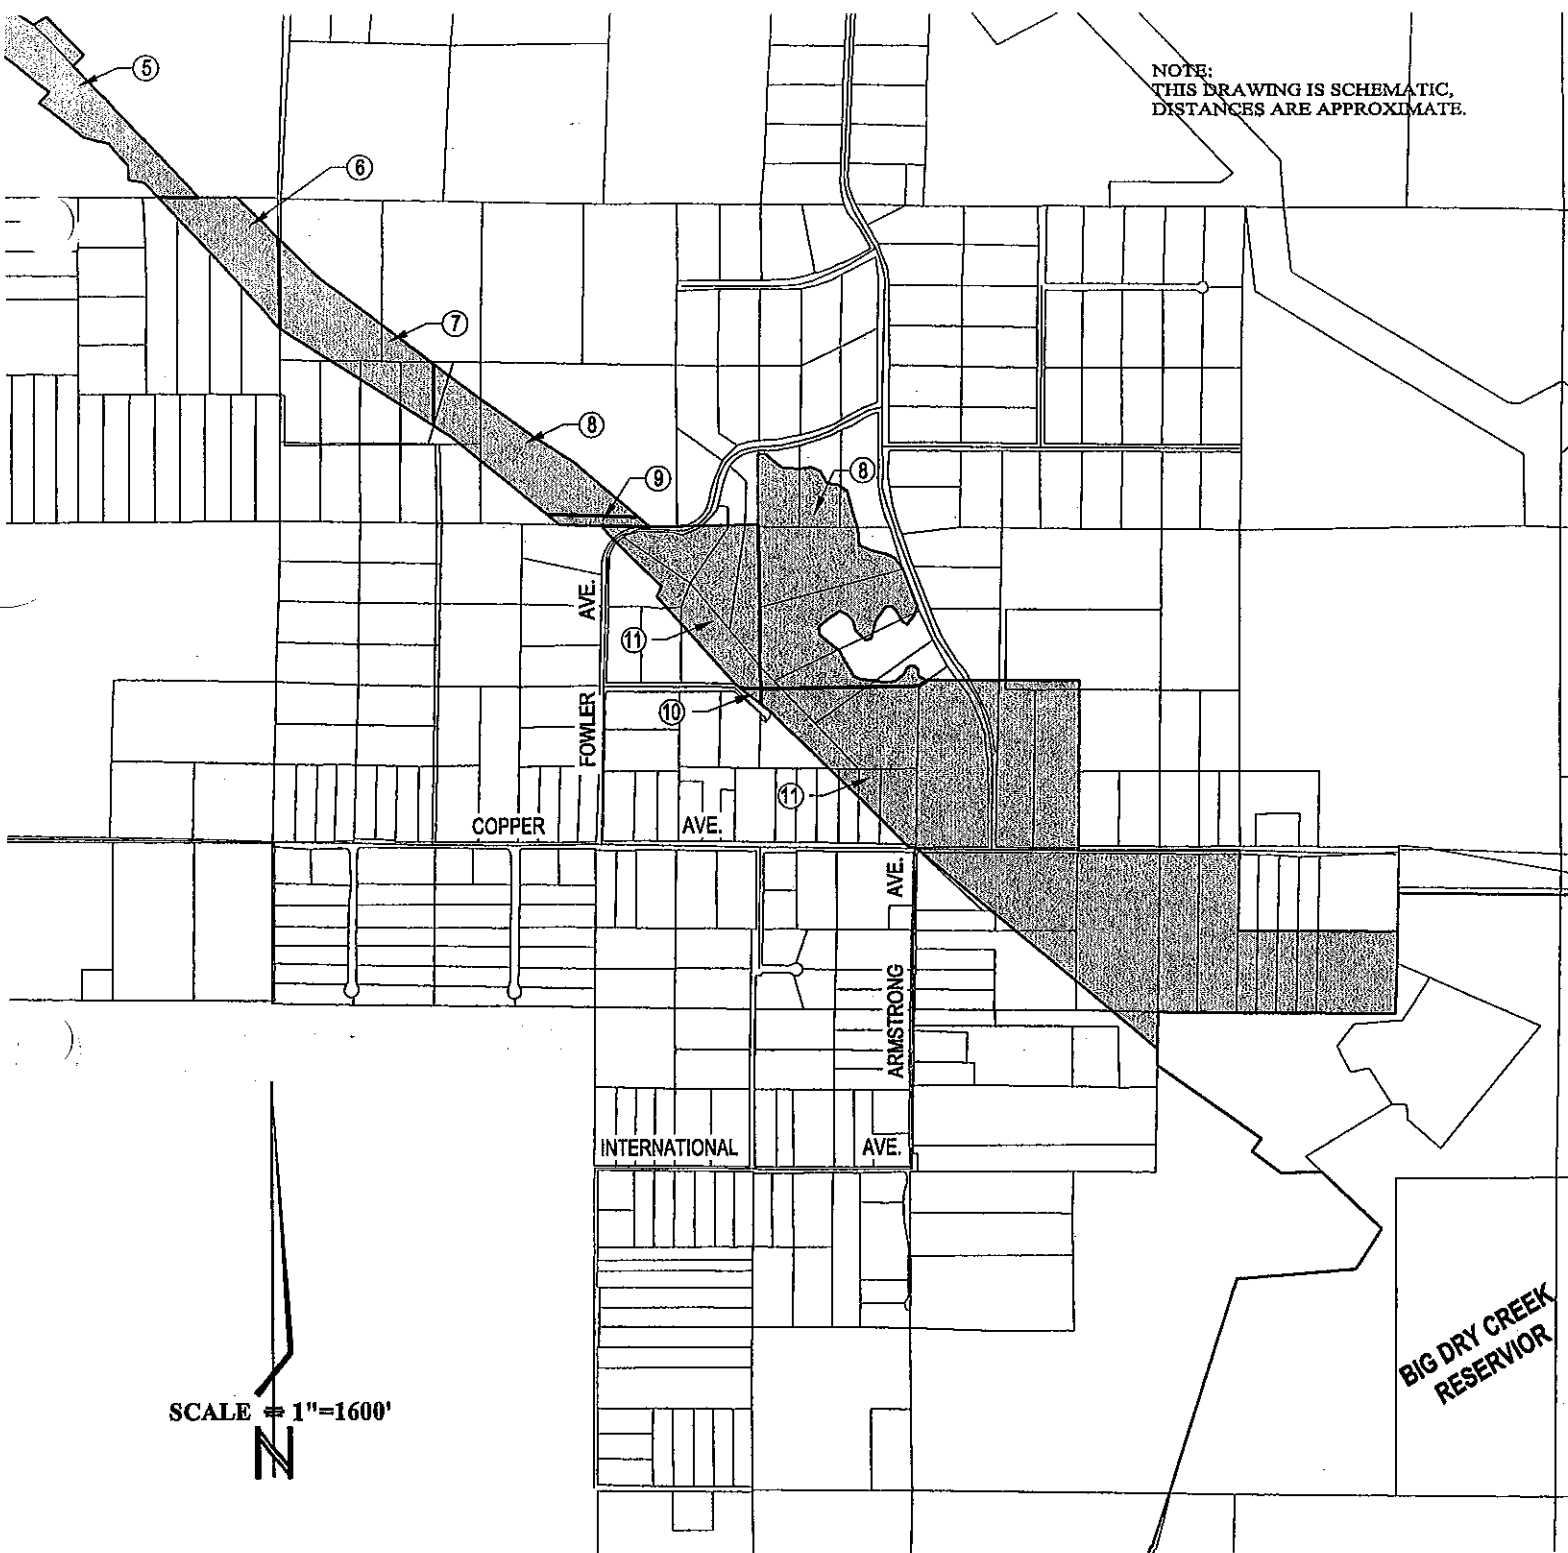 5
NOTE:
THIS DRAWING IS SCHEMATIC,
DISTANCES ARE APPROXIMATE.
6
7
8
8
9
FOWLER AVE.
11
10
11
COPPER AVE.
ARMSTRONG AVE.
INTERNATIONAL AVE.
BIG DRY CREEK
RESERVIOR
SCALE = 1"=1600'
N